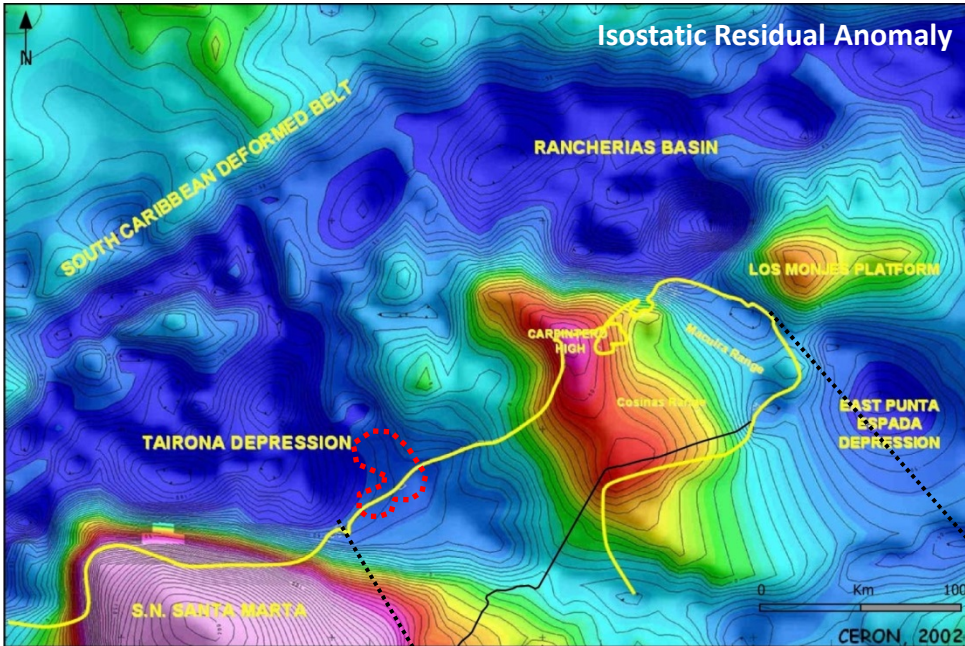 Isostatic Residual Anomaly
N
SOUTH CARIBBEAN DEFORMED BELT
RANCHERIAS BASIN
LOS MONJES PLATFORM
CARPINTERO
HIGH
Macuira Range
Cosinas Range
EAST PUNTA
ESPADA
DEPRESSION
TAIRONA DEPRESSION
S.N. SANTA MARTA
0 Km 100
CERON, 2002